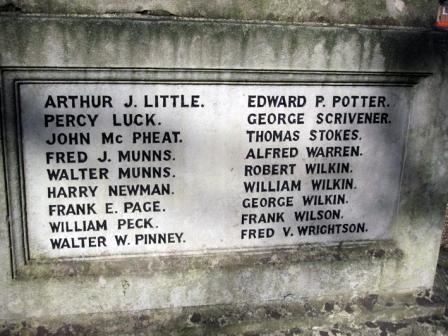 ARTHUR J. LITTLE.
PERCY LUCK.
JOHN Mc PHEAT.
FRED J. MUNNS.
WALTER MUNNS.
HARRY NEWMAN.
FRANK E. PAGE.
WILLIAM PECK.
WALTER W. PINNEY.
EDWARD P. POTTER.
GEORGE SCRIVENER.
THOMAS STOKES.
ALFRED WARREN.
ROBERT WILKIN.
WILLIAM WILKIN.
GEORGE WILKIN.
FRANK WILSON.
FRED V. WRIGHTSON.